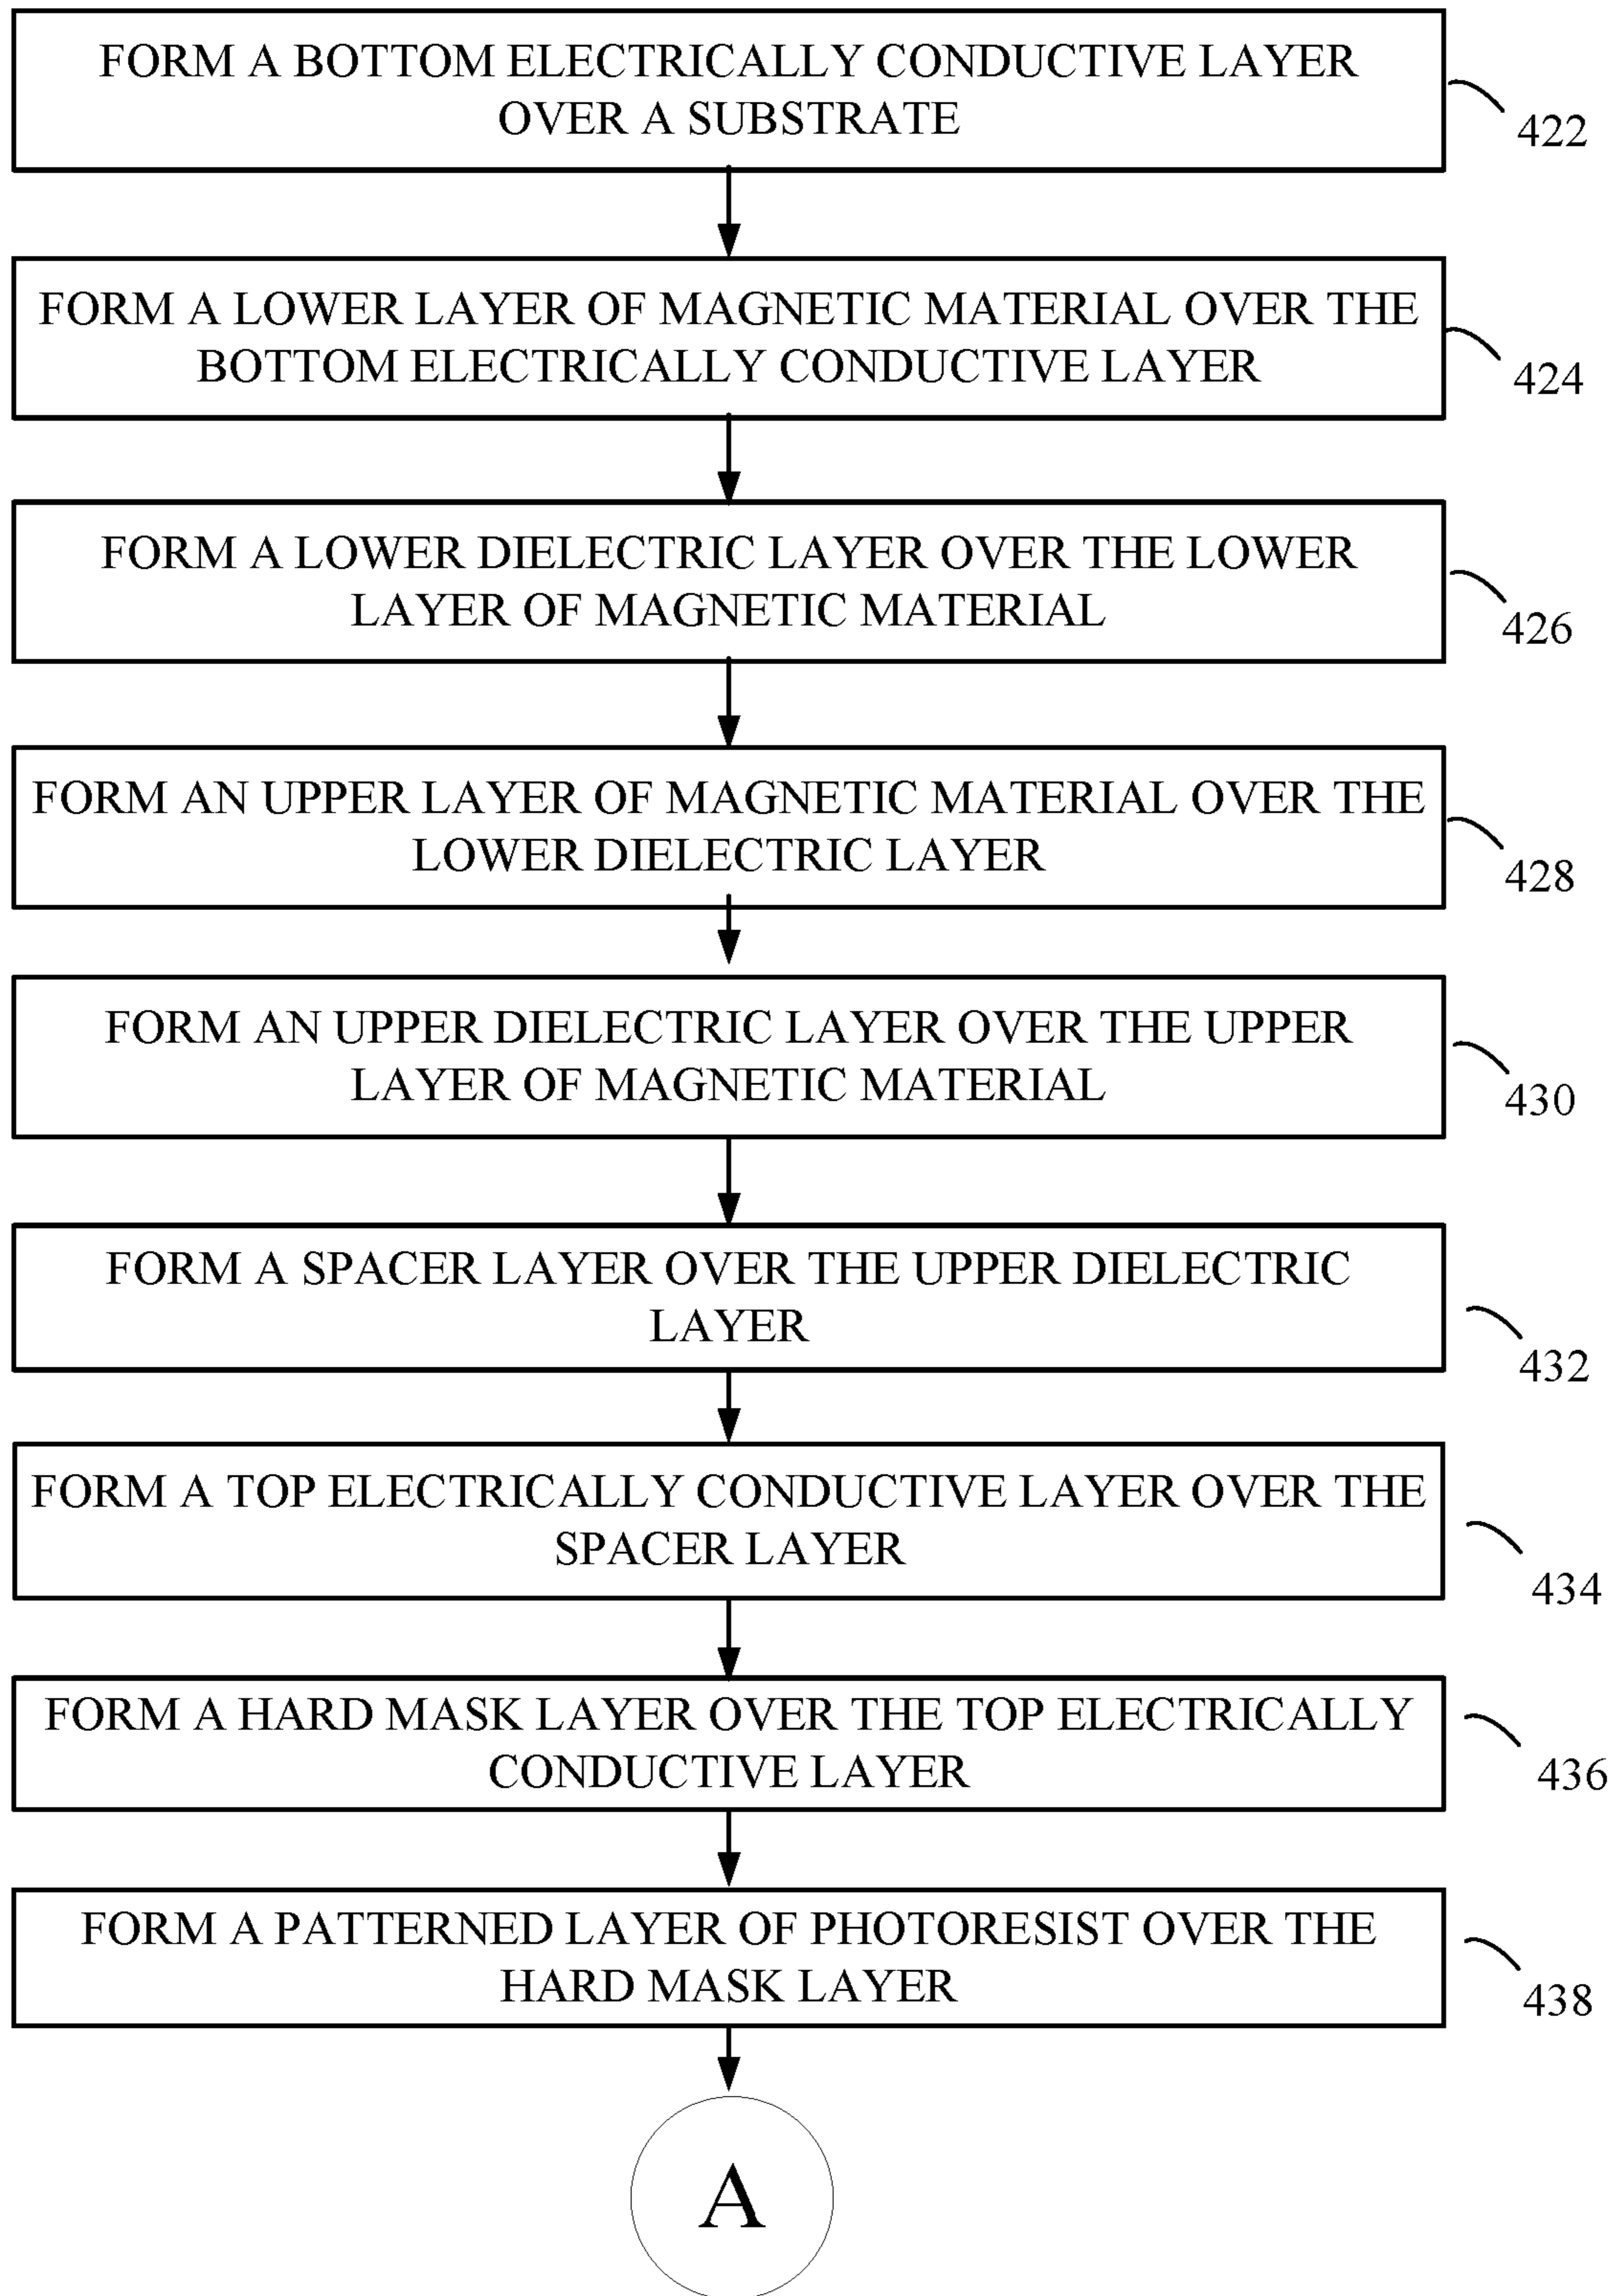 FORM A BOTTOM ELECTRICALLY CONDUCTIVE LAYER
OVER A SUBSTRATE
422
FORM A LOWER LAYER OF MAGNETIC MATERIAL OVER THE
BOTTOM ELECTRICALLY CONDUCTIVE LAYER
424
FORM A LOWER DIELECTRIC LAYER OVER THE LOWER
LAYER OF MAGNETIC MATERIAL
426
FORM AN UPPER LAYER OF MAGNETIC MATERIAL OVER THE
LOWER DIELECTRIC LAYER
428
FORM AN UPPER DIELECTRIC LAYER OVER THE UPPER
LAYER OF MAGNETIC MATERIAL
430
FORM A SPACER LAYER OVER THE UPPER DIELECTRIC
LAYER
432
FORM A TOP ELECTRICALLY CONDUCTIVE LAYER OVER THE
SPACER LAYER
434
FORM A HARD MASK LAYER OVER THE TOP ELECTRICALLY
CONDUCTIVE LAYER
436
FORM A PATTERNED LAYER OF PHOTORESIST OVER THE
HARD MASK LAYER
438
A